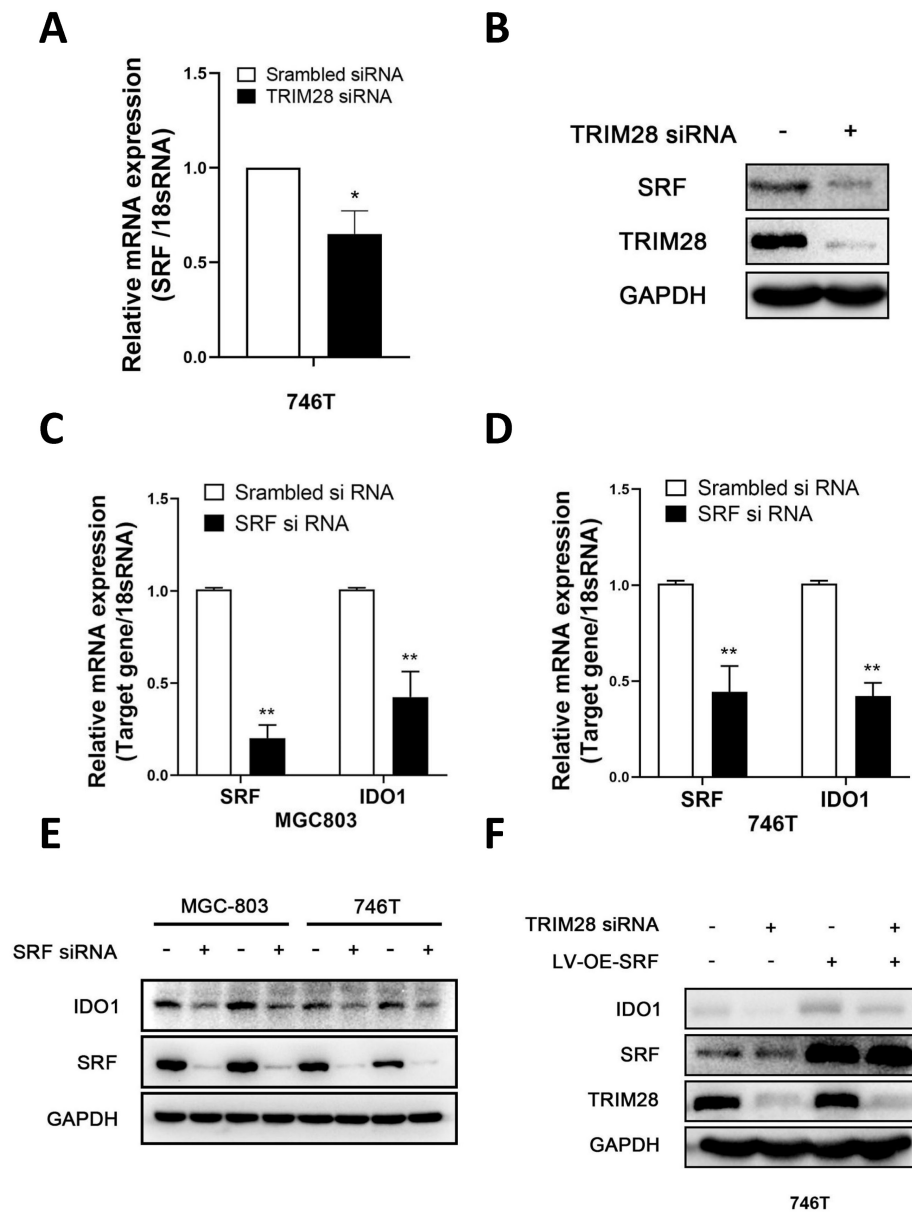 A
Relative mRNA expression
(SRF /18sRNA)
1.5
1.0
0.5
0.0
Srambled siRNA
TRIM28 siRNA
*
746T
B
TRIM28 siRNA - +
SRF
TRIM28
GAPDH
C
Relative mRNA expression
(Target gene/18sRNA)
1.5
1.0
0.5
0.0
Srambled si RNA
SRF si RNA
**
**
SRF IDO1
MGC803
D
Relative mRNA expression
(Target gene/18sRNA)
1.5
1.0
0.5
0.0
Srambled si RNA
SRF si RNA
**
**
SRF IDO1
746T
E
MGC-803 746T
SRF siRNA - + - + - + - +
IDO1
SRF
GAPDH
F
TRIM28 siRNA - + - +
LV-OE-SRF - - + +
IDO1
SRF
TRIM28
GAPDH
746T